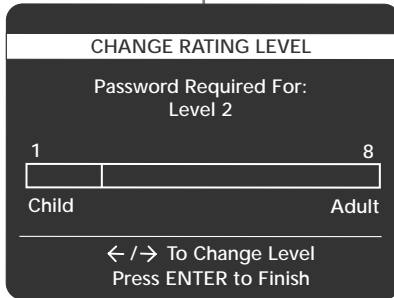 CHANGE RATING LEVEL
Password Required For:
Level 2
1 8
Child Adult
← /→ To Change Level
Press ENTER to Finish